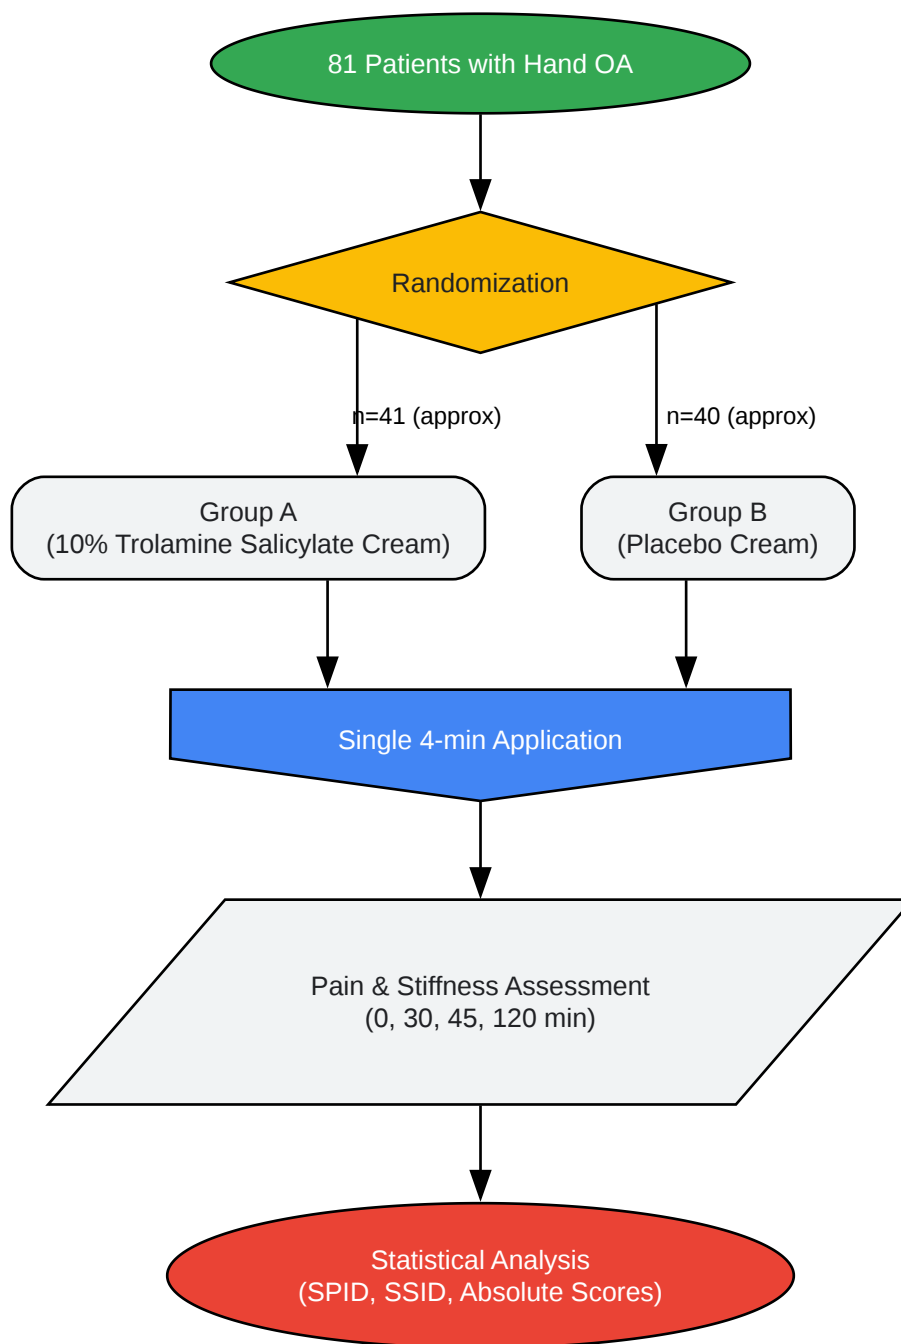 81 Patients with Hand OA
Randomization
n=41 (approx)
n=40 (approx)
Group A
(10% Trolamine Salicylate Cream)
Group B
(Placebo Cream)
Single 4-min Application
Pain & Stiffness Assessment
(0, 30, 45, 120 min)
Statistical Analysis
(SPID, SSID, Absolute Scores)